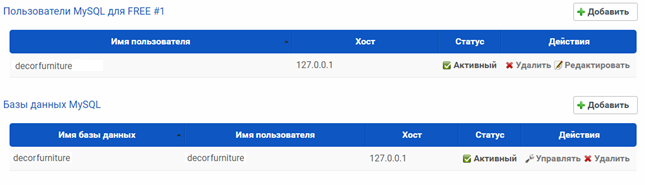 Пользователи MySQL для FREE #1
Добавить
Имя пользователя Хост Статус Действия
decorfurniture 127.0.0.1 Активный Удалить Редактировать
Базы данных MySQL
Добавить
Имя базы данных Имя пользователя Хост Статус Действия
decorfurniture decorfurniture 127.0.0.1 Активный Управлять Удалить